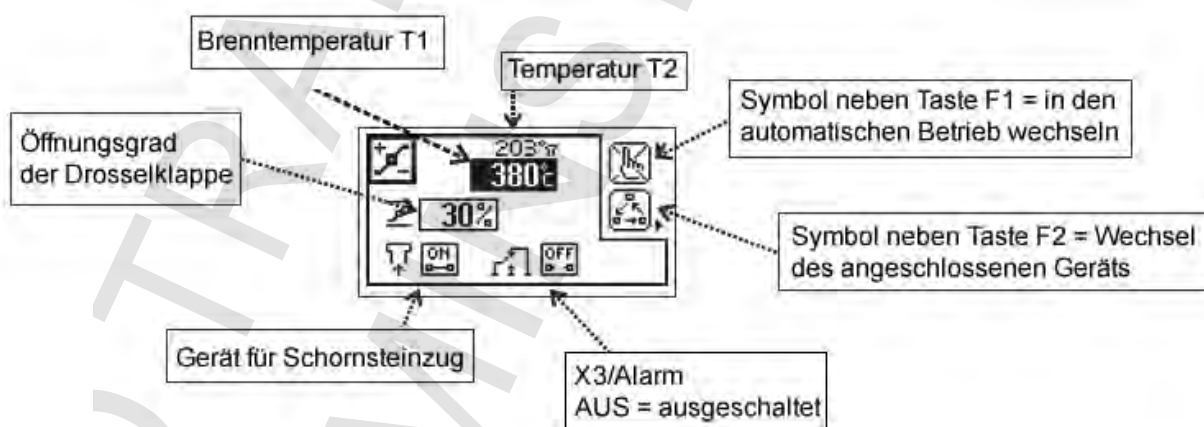 Brenntemperatur T1
Temperatur T2
Symbol neben Taste F1 = in den
automatischen Betrieb wechseln
Öffnungsgrad
der Drosselklappe
203°
380
30%
Symbol neben Taste F2 = Wechsel
des angeschlossenen Geräts
ON
OFF
Gerät für Schornsteinzug
X3/Alarm
AUS = ausgeschaltet